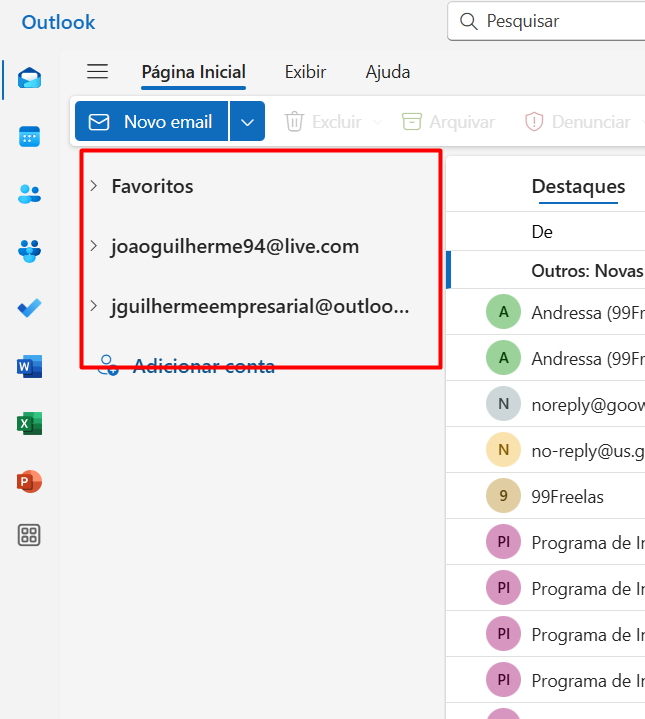 Outlook
Pesquisar
Página Inicial
Exibir
Ajuda
Novo email
Excluir
Arquivar
Denunciar
Favoritos
joaoguilherme94@live.com
jguilhermeempresarial@outloo...
Adicionar conta
Destaques
De
Outros: Novas
A
Andressa (99Fr
A
Andressa (99Fr
N
noreply@goow
N
no-reply@us.g
9
99Freelas
PI
Programa de Ir
PI
Programa de Ir
PI
Programa de Ir
PI
Programa de Ir
W
X
P